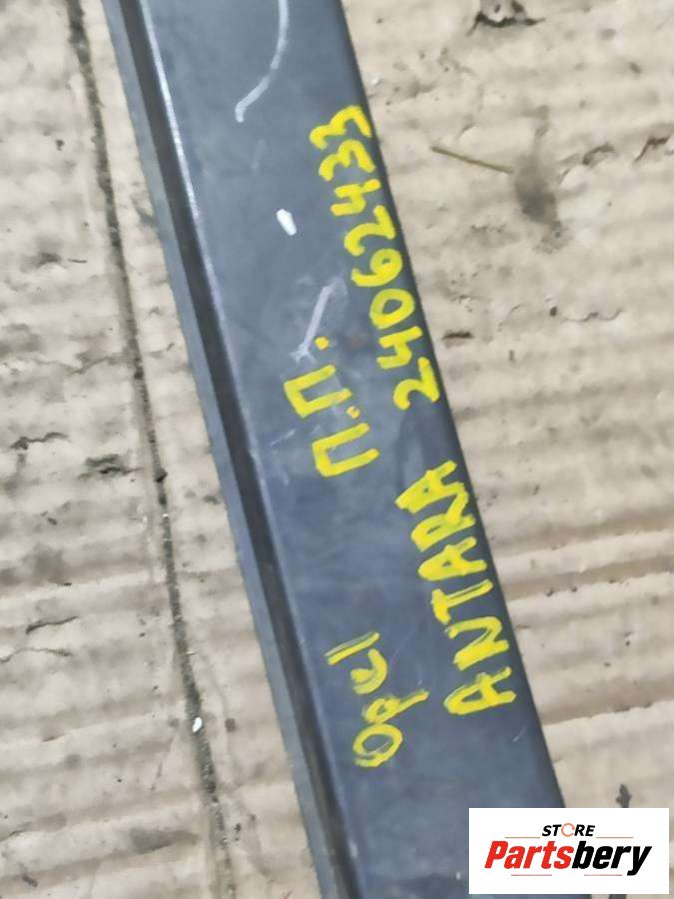 Opel П.П.
ANTARA 24062433
STORE
Partsbery